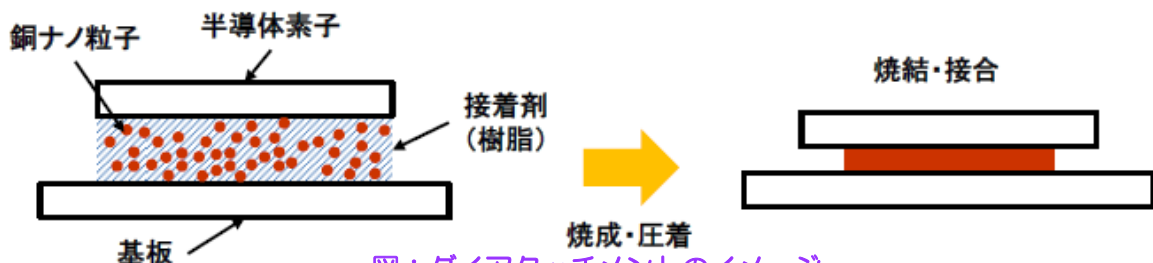 銅ナノ粒子
半導体素子
接着剤
(樹脂)
基板
焼成・圧着
焼結・接合